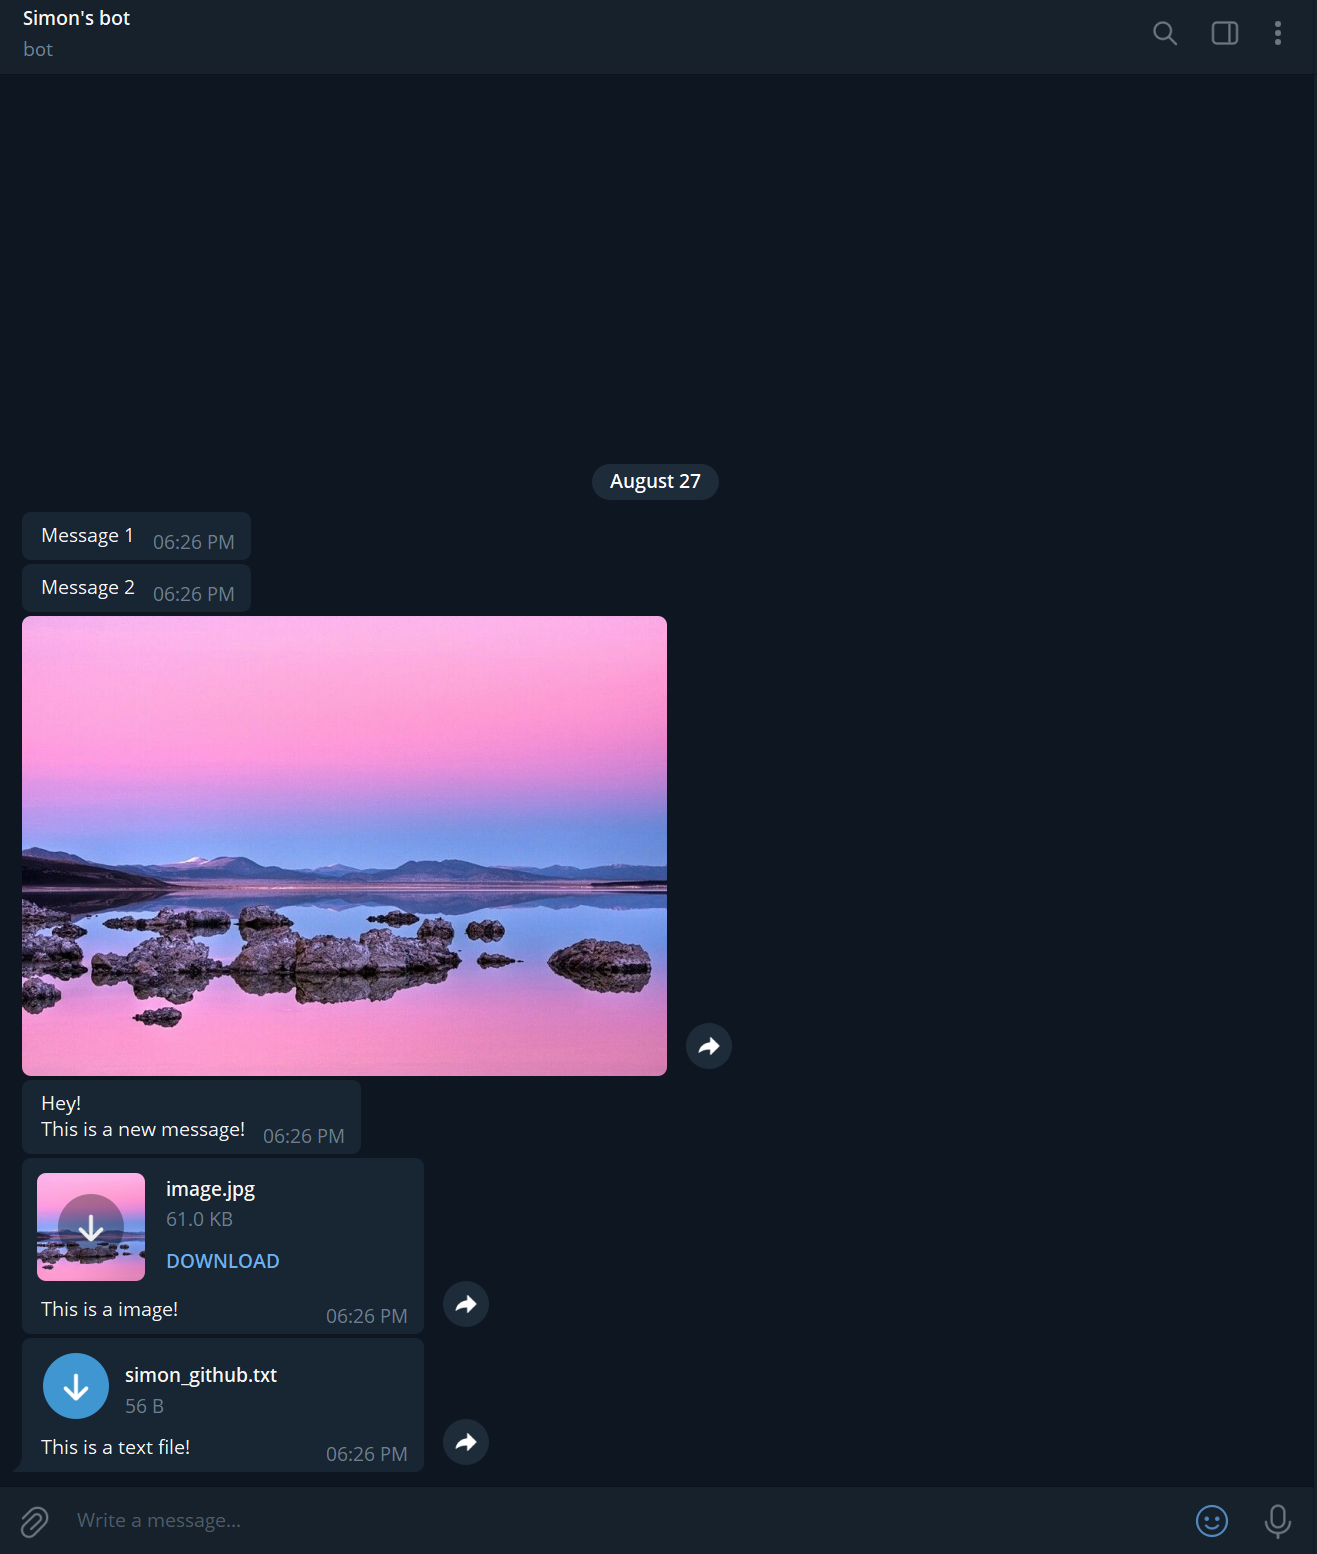 Simon's bot
bot
August 27
Message 1 06:26 PM
Message 2 06:26 PM
Hey!
This is a new message! 06:26 PM
image.jpg
61.0 KB
DOWNLOAD
This is a image! 06:26 PM
simon_github.txt
56 B
This is a text file! 06:26 PM
Write a message...